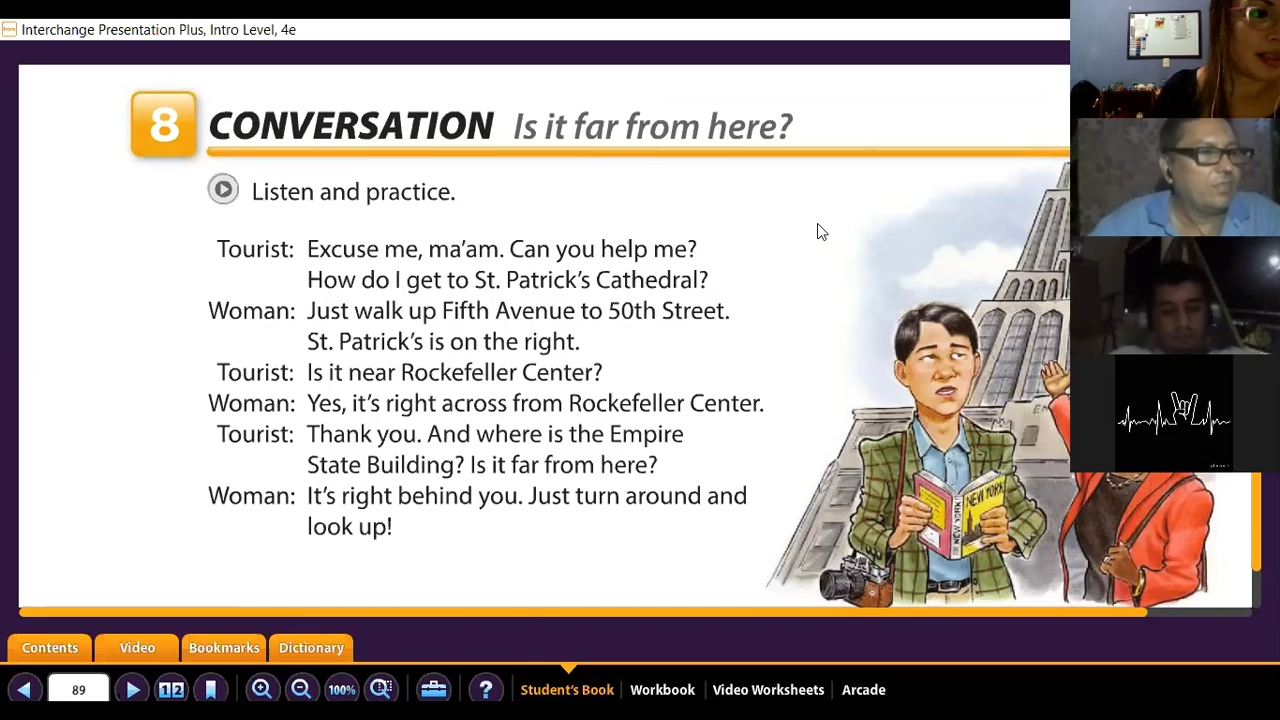 Interchange Presentation Plus, Intro Level, 4e
8 CONVERSATION Is it far from here?
Listen and practice.
Tourist: Excuse me, ma’am. Can you help me?
How do I get to St. Patrick’s Cathedral?
Woman: Just walk up Fifth Avenue to 50th Street.
St. Patrick’s is on the right.
Tourist: Is it near Rockefeller Center?
Woman: Yes, it’s right across from Rockefeller Center.
Tourist: Thank you. And where is the Empire
State Building? Is it far from here?
Woman: It’s right behind you. Just turn around and
look up!
NEW YORK
NEW YORK
Contents Video Bookmarks Dictionary
89 1 2 100% ? Student's Book Workbook Video Worksheets Arcade